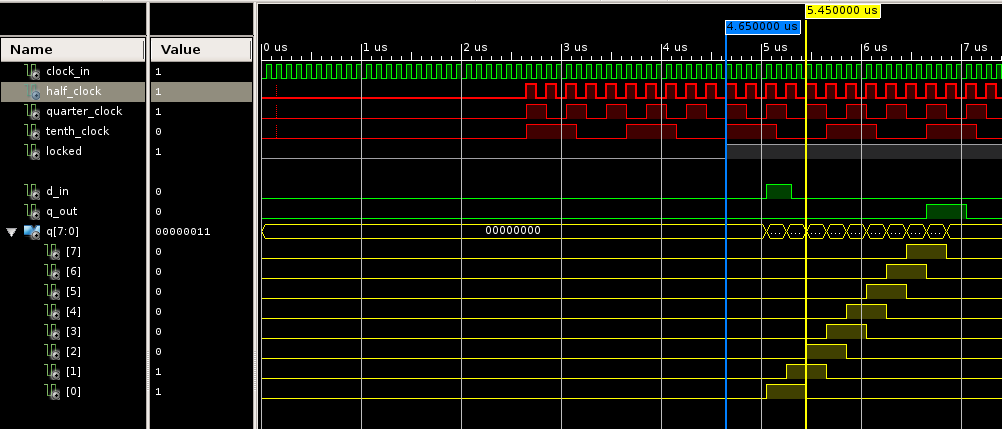 5.450000 us
4.650000 us
Name Value 0 us 1 us 2 us 3 us 4 us 5 us 6 us 7 us
clock_in 1
half_clock 1
quarter_clock 1
tenth_clock 0
locked 1
d_in 0
q_out 0
q[7:0] 00000011 00000000
[7] 0
[6] 0
[5] 0
[4] 0
[3] 0
[2] 0
[1] 1
[0] 1